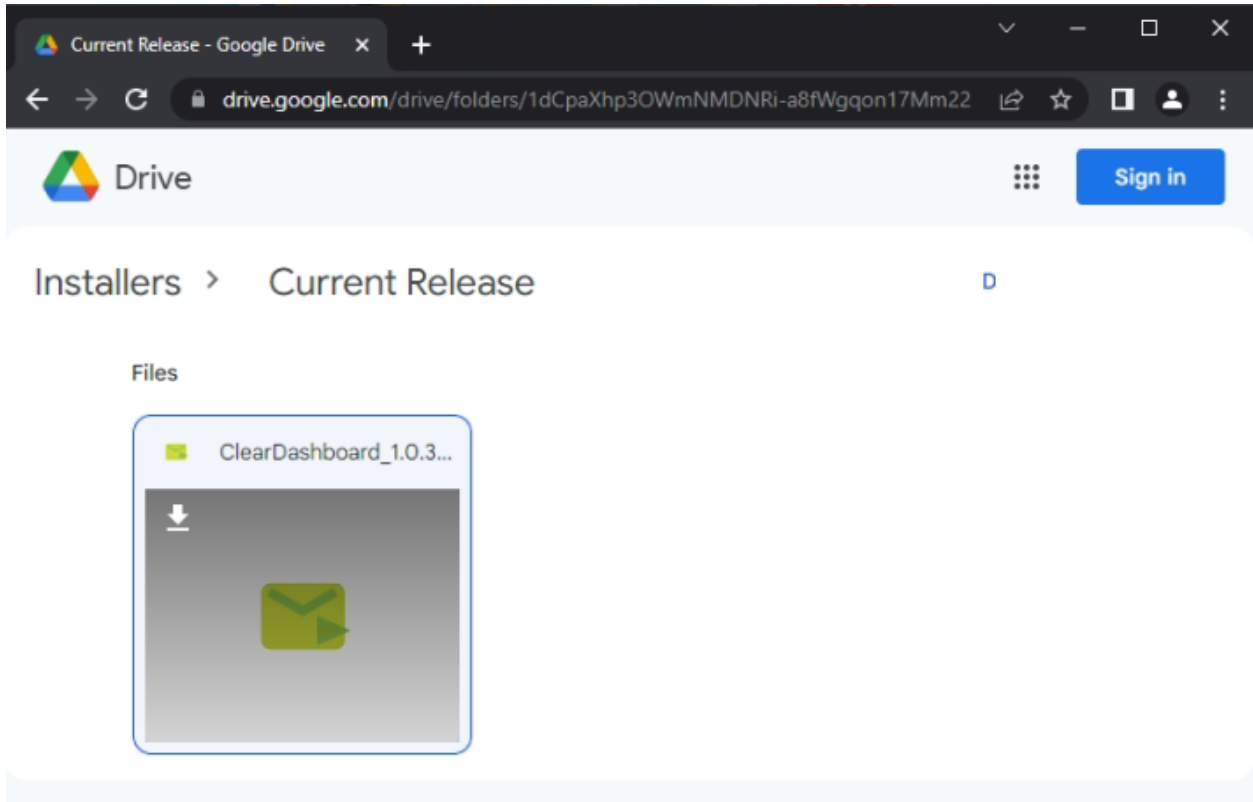 Current Release - Google Drive
drive.google.com/drive/folders/1dCpaXhp3OWmNMDNRi-a8fWgqon17Mm22
Drive
Sign in
Installers > Current Release
D
Files
ClearDashboard_1.0.3...